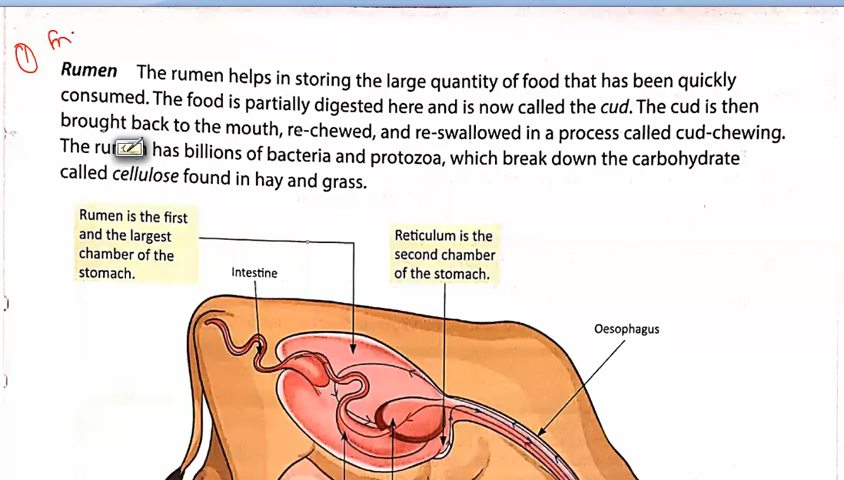 Rumen The rumen helps in storing the large quantity of food that has been quickly
consumed. The food is partially digested here and is now called the cud. The cud is then
brought back to the mouth, re-chewed, and re-swallowed in a process called cud-chewing.
The has billions of bacteria and protozoa, which break down the carbohydrate
called cellulose found in hay and grass.
Rumen is the first
and the largest
chamber of the
stomach.
Reticulum is the
second chamber
of the stomach.
Intestine
Oesophagus